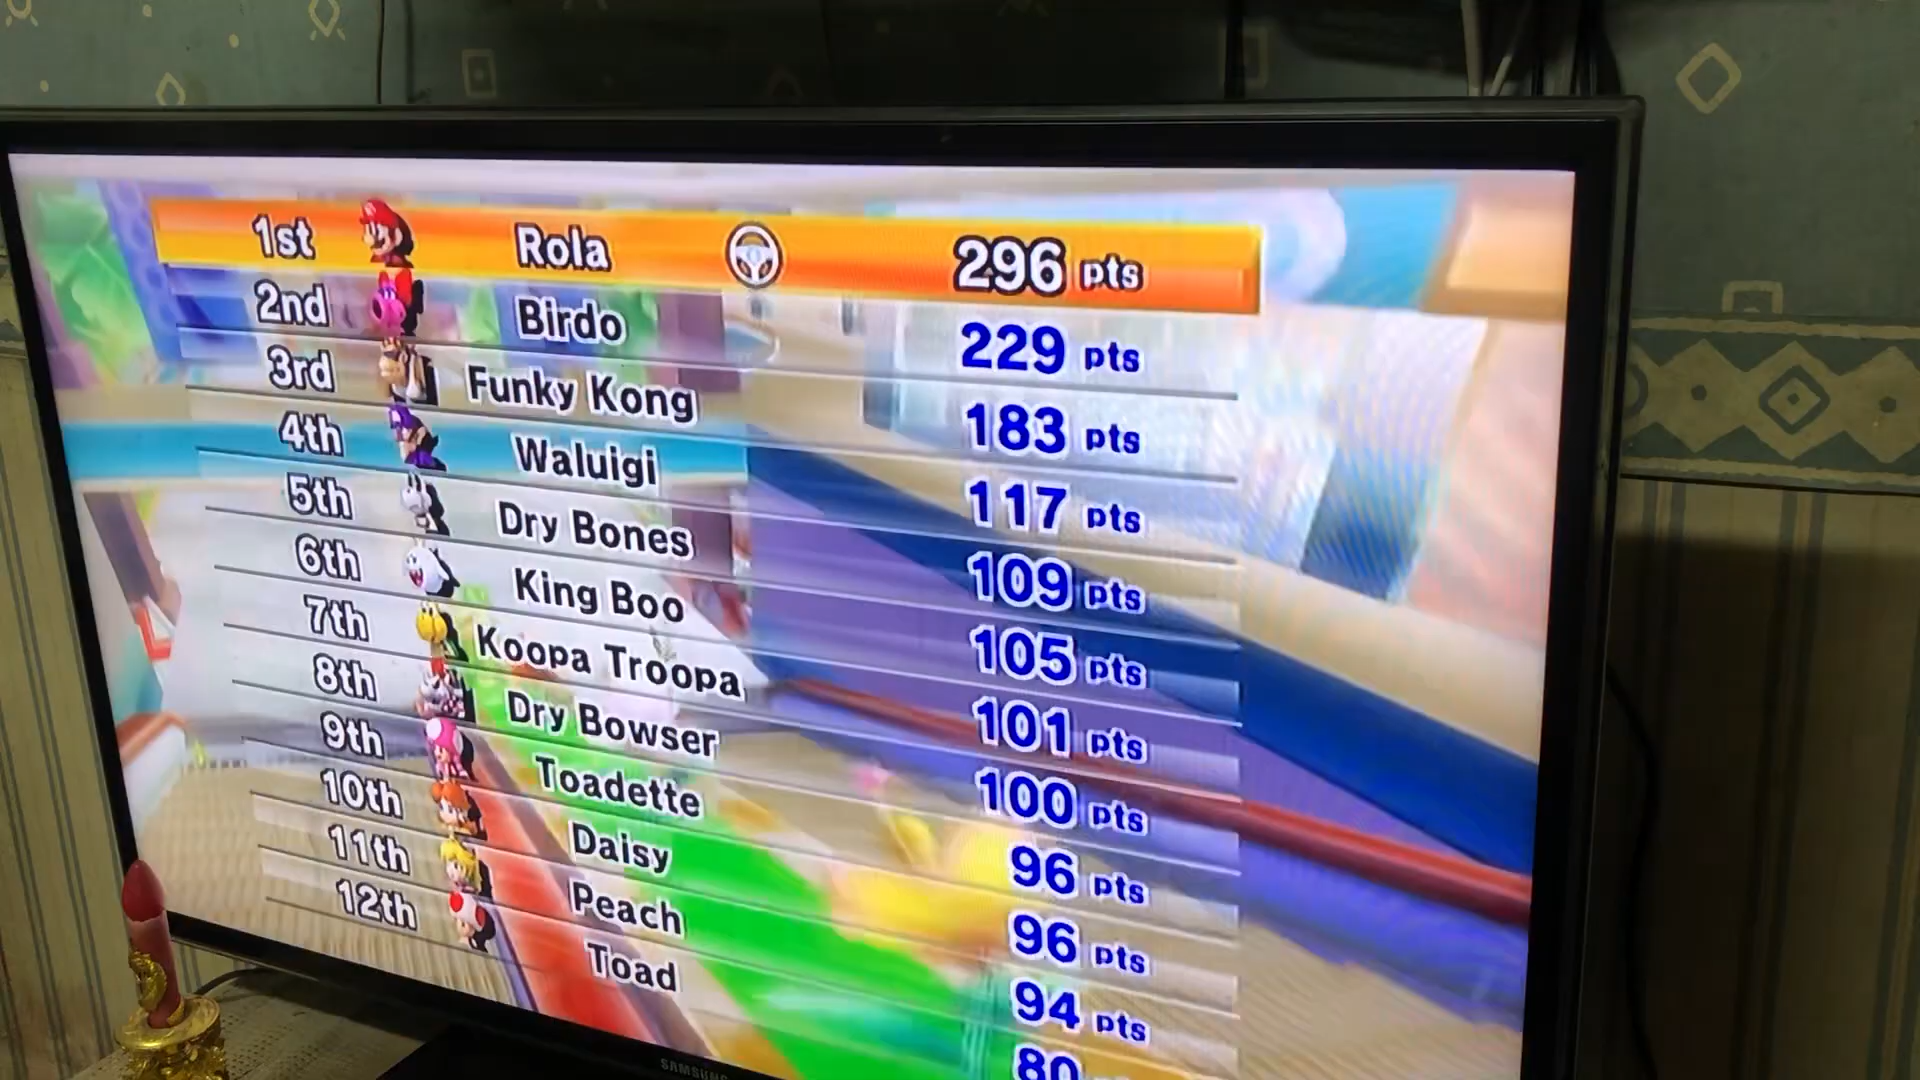 1st Rola 296 pts
2nd Birdo 229 pts
3rd Funky Kong 183 pts
4th Waluigi 117 pts
5th Dry Bones 109 pts
6th King Boo 105 pts
7th Koopa Troopa 101 pts
8th Dry Bowser 100 pts
9th Toadette 96 pts
10th Daisy 96 pts
11th Peach 94 pts
12th Toad 80
SAMSUNG